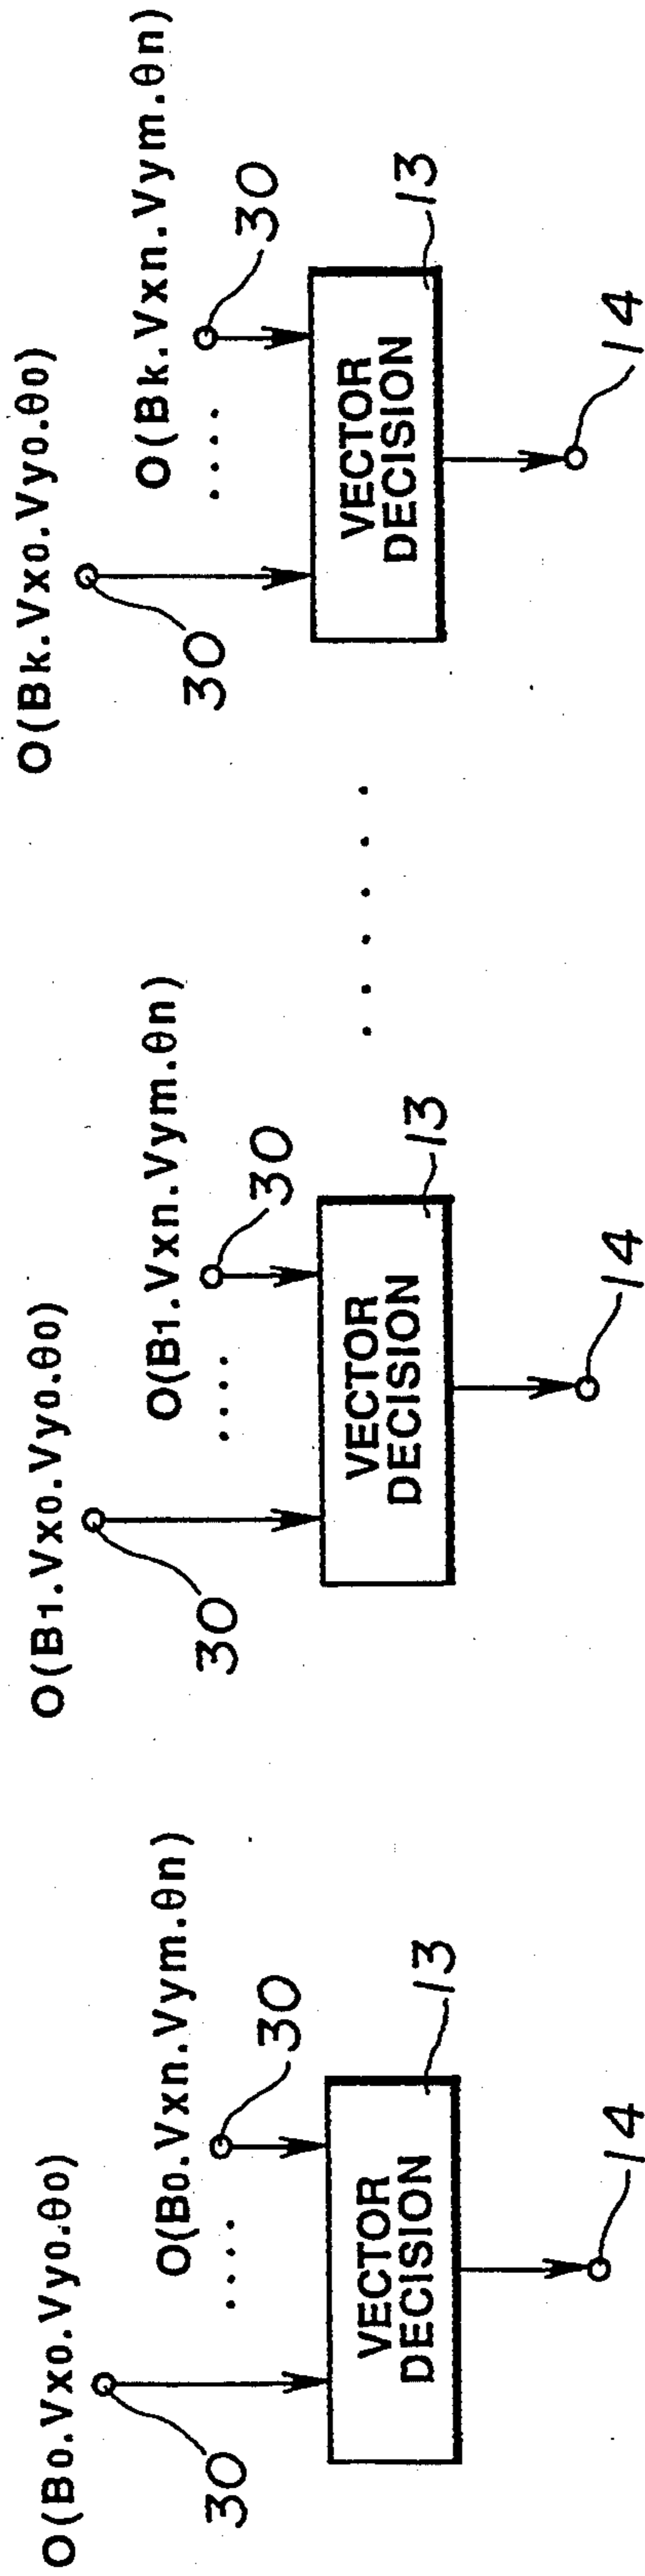 O(B0.Vx0.Vy0.θ0)
O(B0.Vxn.Vym.θn)
30
....
30
VECTOR
DECISION
13
14
O(B1.Vx0.Vy0.θ0)
O(B1.Vxn.Vym.θn)
30
....
30
VECTOR
DECISION
13
14
......
O(Bk.Vx0.Vy0.θ0)
O(Bk.Vxn.Vym.θn)
30
....
30
VECTOR
DECISION
13
14